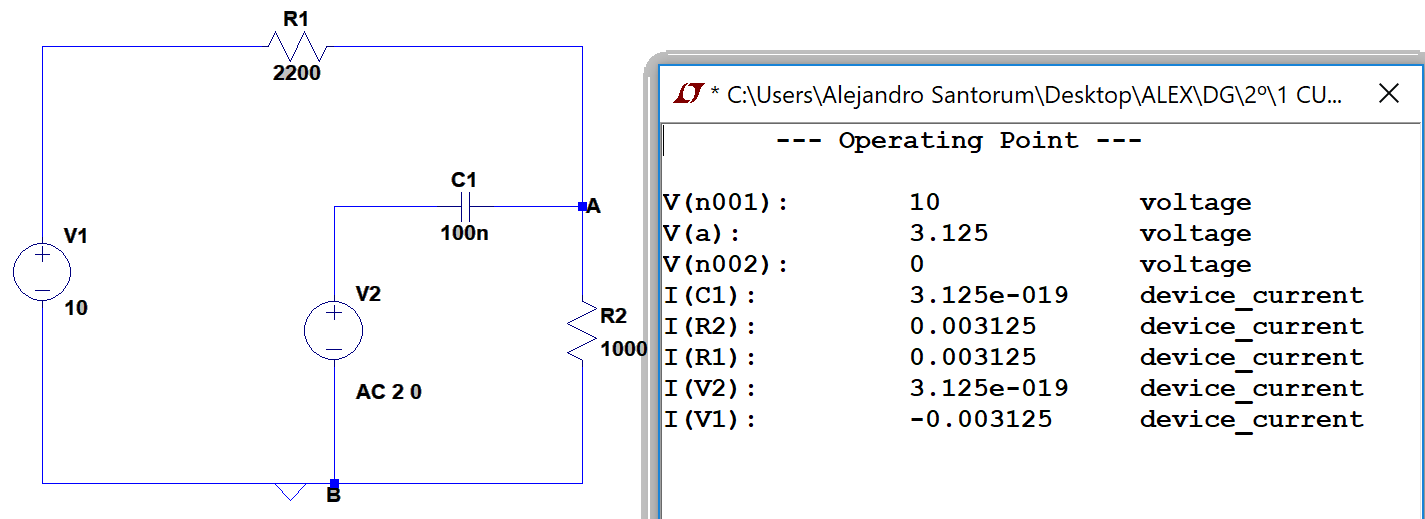 R1
2200
C1
100n
A
V1
10
V2
AC 2 0
R2
1000
B
* C:\Users\Alejandro Santorum\Desktop\ALEX\DG\2º\1 CU...
--- Operating Point ---
V(n001): 10 voltage
V(a): 3.125 voltage
V(n002): 0 voltage
I(C1): 3.125e-019 device_current
I(R2): 0.003125 device_current
I(R1): 0.003125 device_current
I(V2): 3.125e-019 device_current
I(V1): -0.003125 device_current